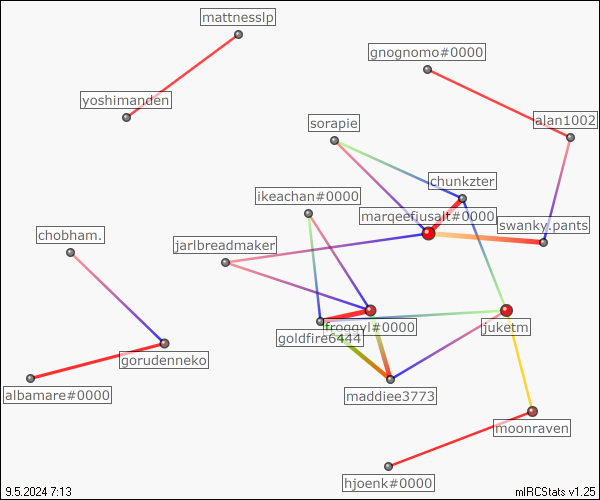 mattnesslp
gnognomo#0000
yoshimanden
alan1002
sorapie
chunkzter
ikeachan#0000
marqeefiusalt#0000
swanky.pants
chobham.
jarlbreadmaker
froggyl#0000
juketm
goldfire6444
gorudenneko
albamare#0000
maddiee3773
moonraven
hjoenk#0000
9.5.2024 7:13
mIRCStats v1.25